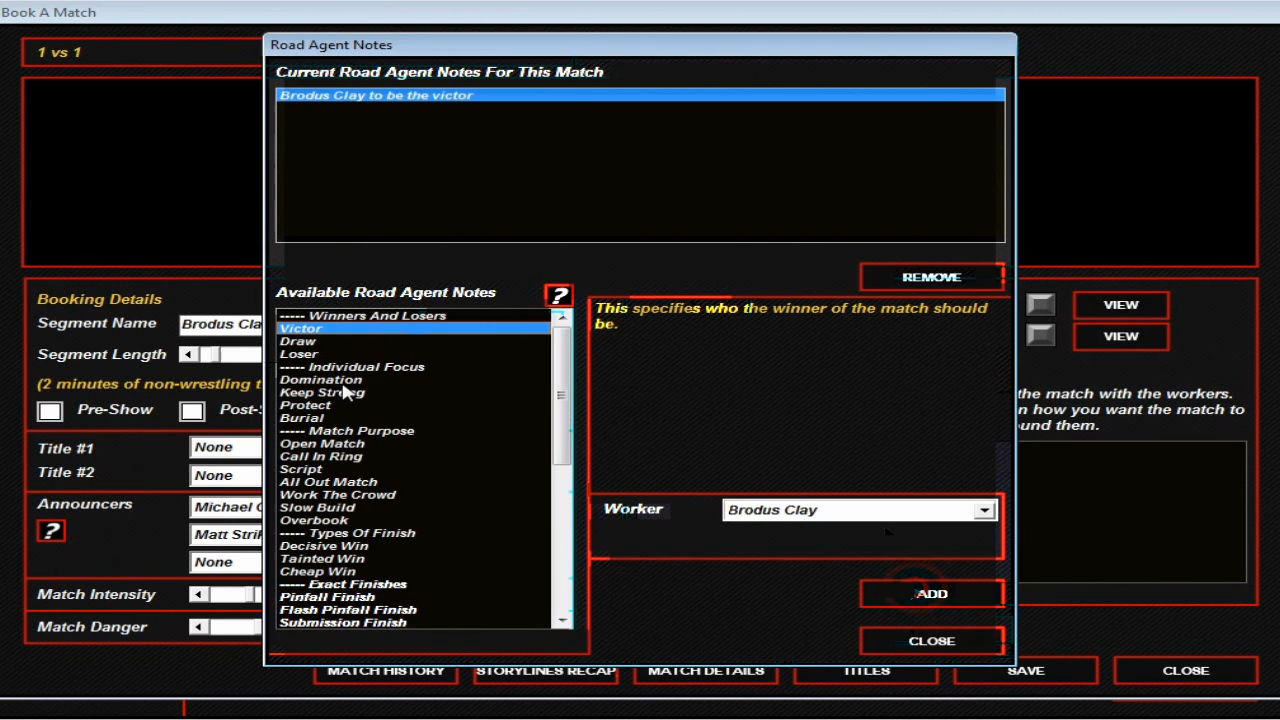 Book A Match
Road Agent Notes
1 vs 1
Current Road Agent Notes For This Match
Brodus Clay to be the victor
REMOVE
Available Road Agent Notes
?
----- Winners And Losers
Victor
Draw
Loser
----- Individual Focus
Domination
Keep Strong
Protect
Burial
----- Match Purpose
Open Match
Call In Ring
Script
All Out Match
Work The Crowd
Slow Build
Overbook
----- Types Of Finish
Decisive Win
Tainted Win
Cheap Win
----- Exact Finishes
Pinfall Finish
Flash Pinfall Finish
Submission Finish
This specifies who the winner of the match should
be.
Worker
Brodus Clay
ADD
CLOSE
Booking Details
Segment Name
Brodus Cla
Segment Length
(2 minutes of non-wrestling t
Pre-Show
Post-
Title #1
None
Title #2
None
Announcers
Michael
?
Matt Stri
None
Match Intensity
Match Danger
VIEW
VIEW
the match with the workers.
n how you want the match to
und them.
MATCH HISTORY
STORYLINES RECAP
MATCH DETAILS
TITLES
SAVE
CLOSE